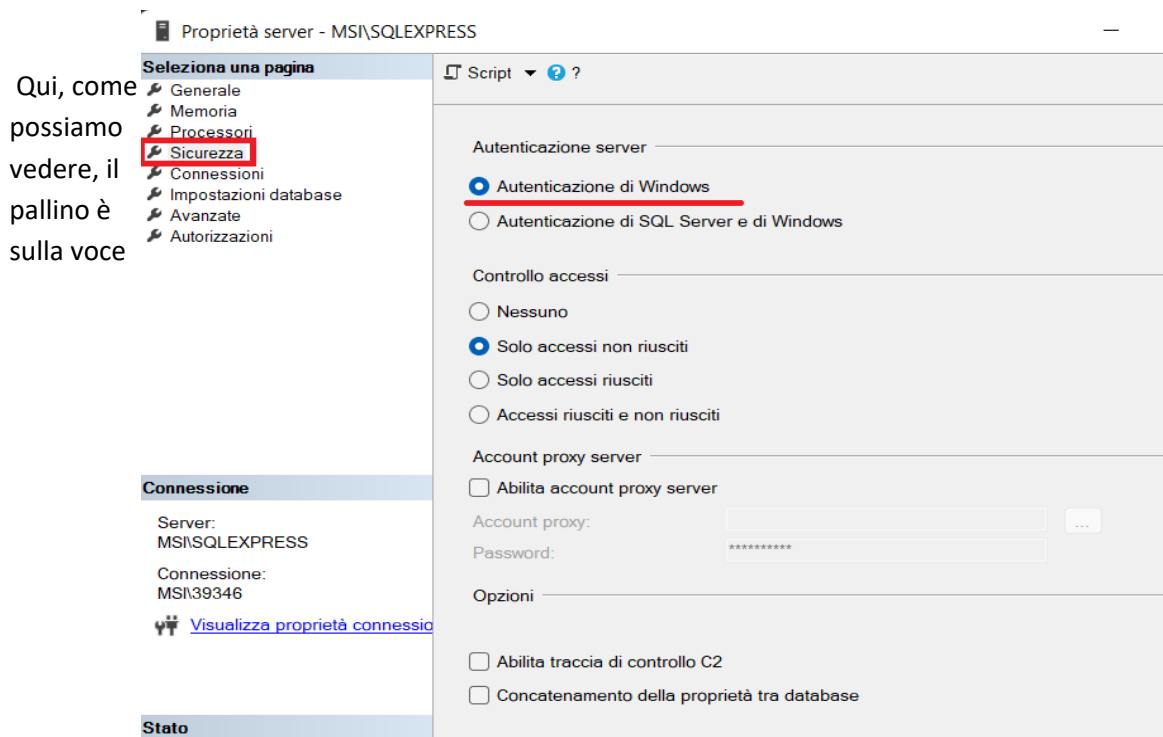 Proprietà server - MSI\SQLEXPRESS
Qui, come
possiamo
vedere, il
pallino è
sulla voce
Seleziona una pagina
Generale
Memoria
Processori
Sicurezza
Connessioni
Impostazioni database
Avanzate
Autorizzazioni
Script ?
Autenticazione server
Autenticazione di Windows
Autenticazione di SQL Server e di Windows
Controllo accessi
Nessuno
Solo accessi non riusciti
Solo accessi riusciti
Accessi riusciti e non riusciti
Account proxy server
Abilita account proxy server
Account proxy: ...
Password: **********
Opzioni
Abilita traccia di controllo C2
Concatenamento della proprietà tra database
Connessione
Server:
MSI\SQLEXPRESS
Connessione:
MSI\39346
Visualizza proprietà connessio
Stato